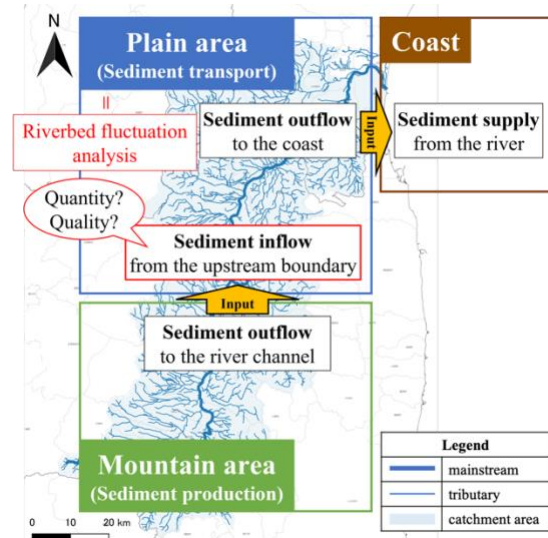 N
Plain area
(Sediment transport)
Coast
=
Riverbed fluctuation
analysis
Sediment outflow
to the coast
Input
Sediment supply
from the river
Quantity?
Quality?
Sediment inflow
from the upstream boundary
Input
Sediment outflow
to the river channel
Mountain area
(Sediment production)
Legend
mainstream
tributary
catchment area
0 10 20 km